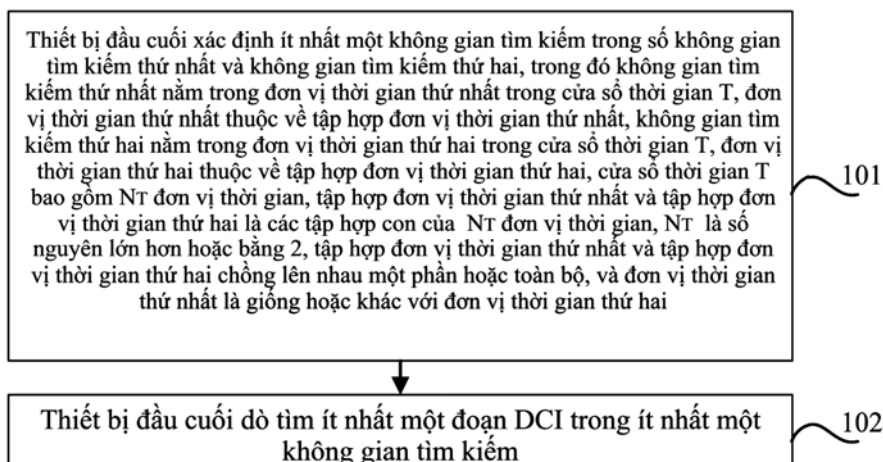 Thiết bị đầu cuối xác định ít nhất một không gian tìm kiếm trong số không gian
tìm kiếm thứ nhất và không gian tìm kiếm thứ hai, trong đó không gian tìm
kiếm thứ nhất nằm trong đơn vị thời gian thứ nhất trong cửa sổ thời gian T, đơn
vị thời gian thứ nhất thuộc về tập hợp đơn vị thời gian thứ nhất, không gian tìm
kiếm thứ hai nằm trong đơn vị thời gian thứ hai trong cửa sổ thời gian T, đơn vị
thời gian thứ hai thuộc về tập hợp đơn vị thời gian thứ hai, cửa sổ thời gian T
bao gồm NT đơn vị thời gian, tập hợp đơn vị thời gian thứ nhất và tập hợp đơn
vị thời gian thứ hai là các tập hợp con của NT đơn vị thời gian, NT là số
nguyên lớn hơn hoặc bằng 2, tập hợp đơn vị thời gian thứ nhất và tập hợp đơn
vị thời gian thứ hai chồng lên nhau một phần hoặc toàn bộ, và đơn vị thời gian
thứ nhất là giống hoặc khác với đơn vị thời gian thứ hai
101
Thiết bị đầu cuối dò tìm ít nhất một đoạn DCI trong ít nhất một
không gian tìm kiếm
102